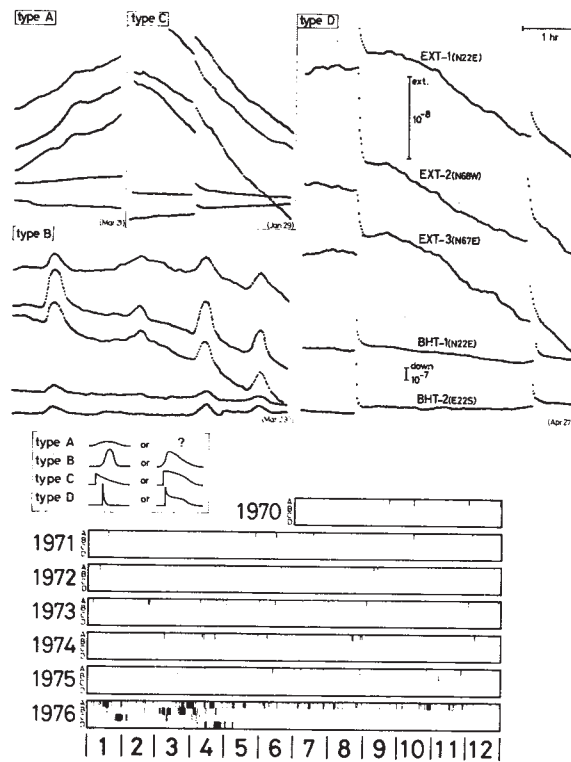 type A
type C
type D
1 hr
EXT-1(N22E)
ext.
10⁻⁸
EXT-2(N68W)
EXT-3(N67E)
BHT-1(N22E)
down
10⁻⁷
BHT-2(E22S)
(Mar 29)
(Apr 27)
(Jan 29)
type B
type A or ?
type B or
type C or
type D or
1970 A B C D
1971 A B C D
1972 A B C D
1973 A B C D
1974 A B C D
1975 A B C D
1976 A B C D
1 2 3 4 5 6 7 8 9 10 11 12